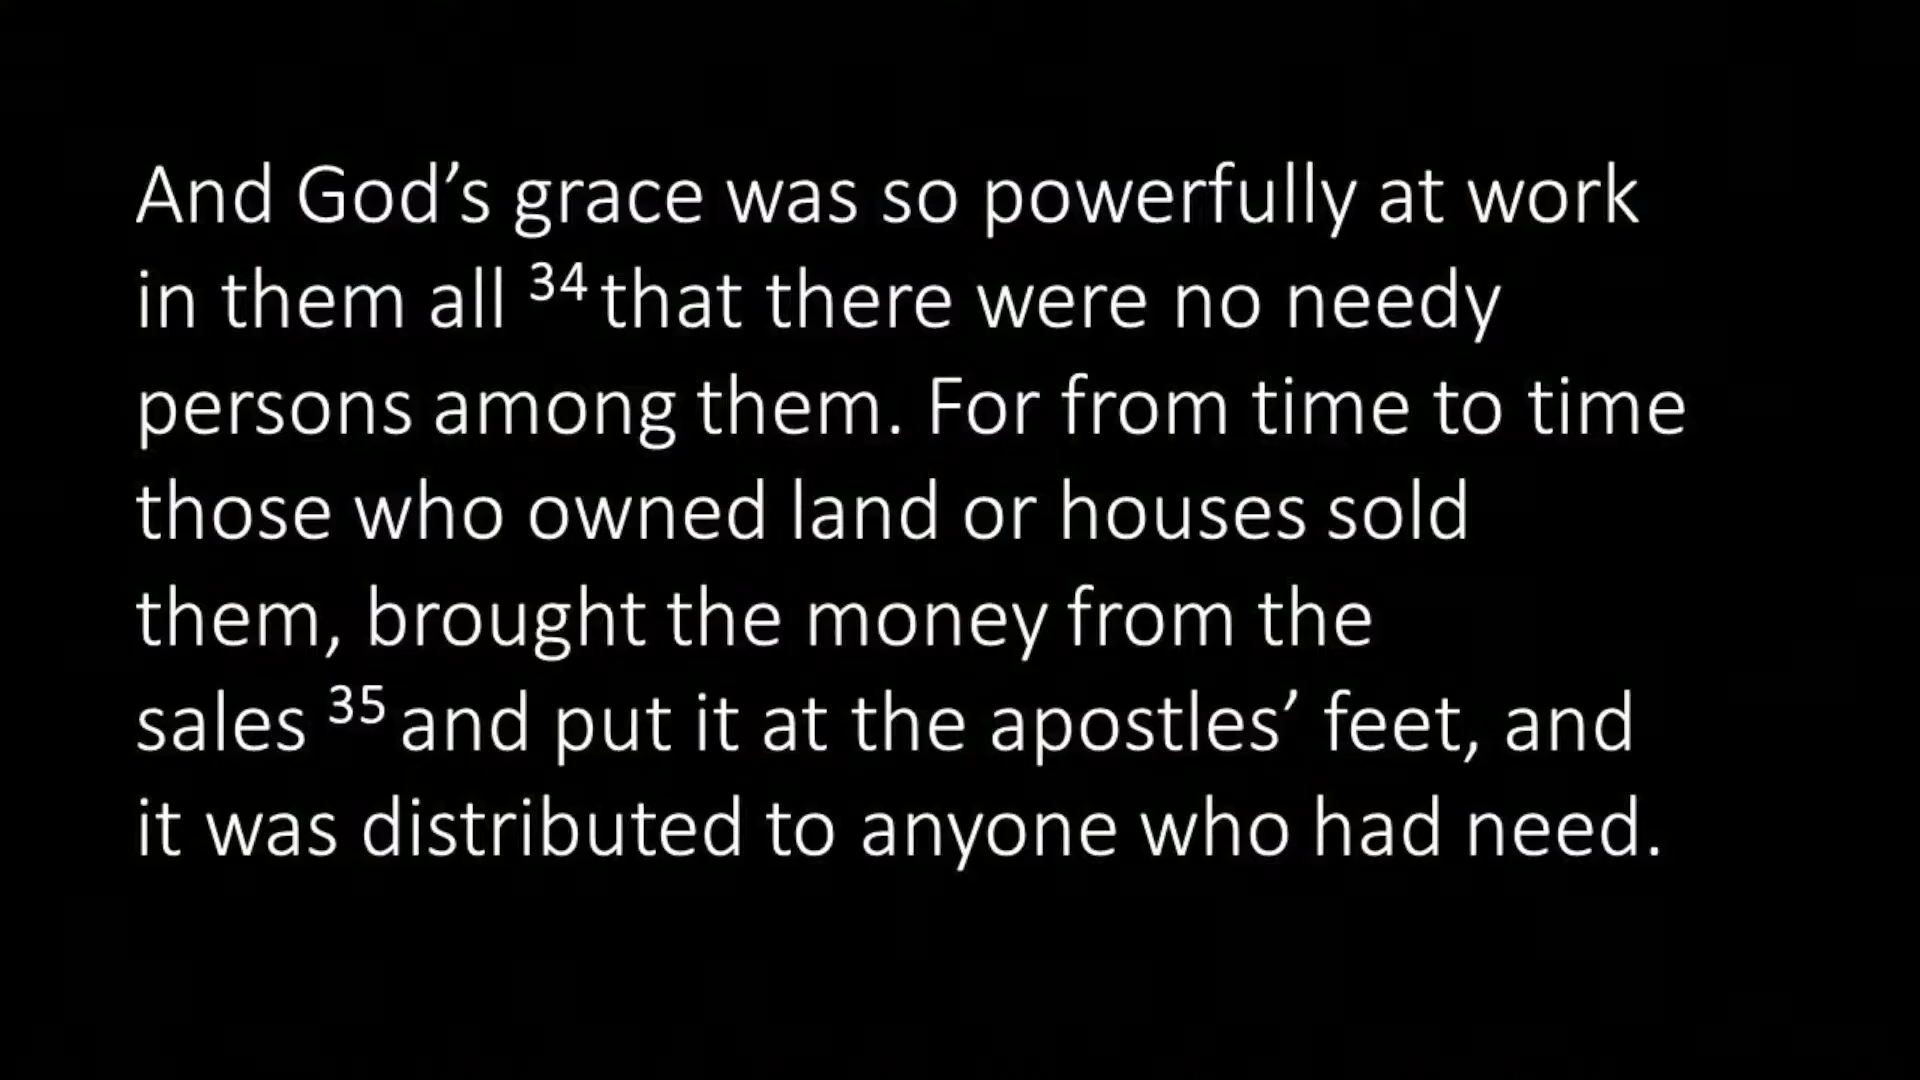 And God’s grace was so powerfully at work
in them all ³⁴ that there were no needy
persons among them. For from time to time
those who owned land or houses sold
them, brought the money from the
sales ³⁵ and put it at the apostles’ feet, and
it was distributed to anyone who had need.